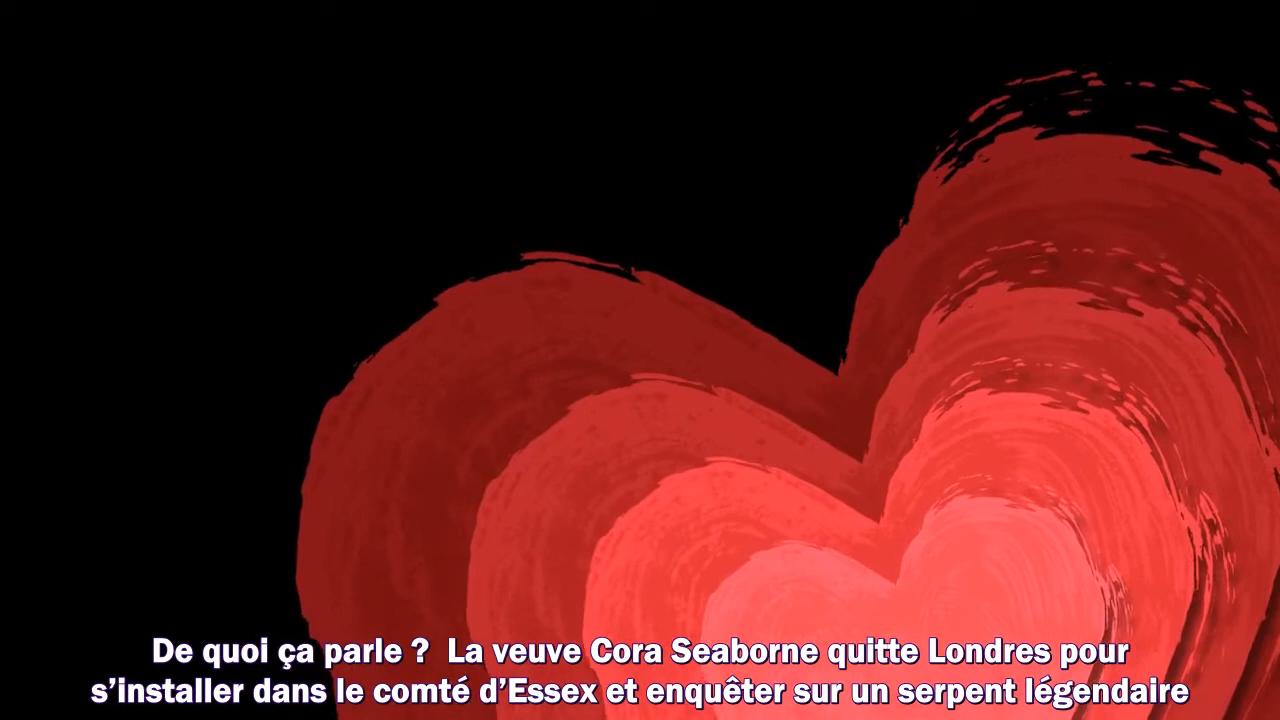 De quoi ça parle ?  La veuve Cora Seaborne quitte Londres pour
s’installer dans le comté d’Essex et enquêter sur un serpent légendaire